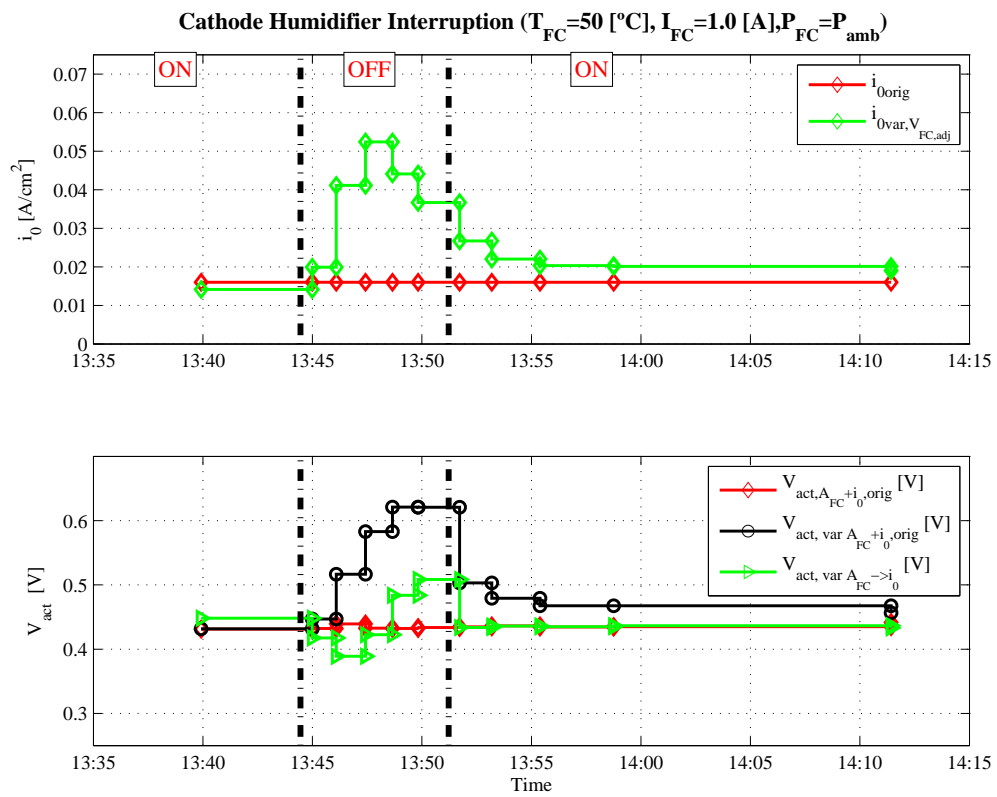 Cathode Humidifier Interruption (T_FC=50 [ºC], I_FC=1.0 [A],P_FC=P_amb)
ON
OFF
ON
i_0orig
i_0var,V_FC,adj
0.07
0.06
0.05
0.04
0.03
0.02
0.01
0
i_0 [A/cm^2]
13:35 13:40 13:45 13:50 13:55 14:00 14:05 14:10 14:15
V_act,A_FC+i_0,orig [V]
V_act, var A_FC+i_0,orig [V]
V_act, var A_FC−>i_0 [V]
0.6
0.5
0.4
0.3
V_act [V]
13:35 13:40 13:45 13:50 13:55 14:00 14:05 14:10 14:15
Time